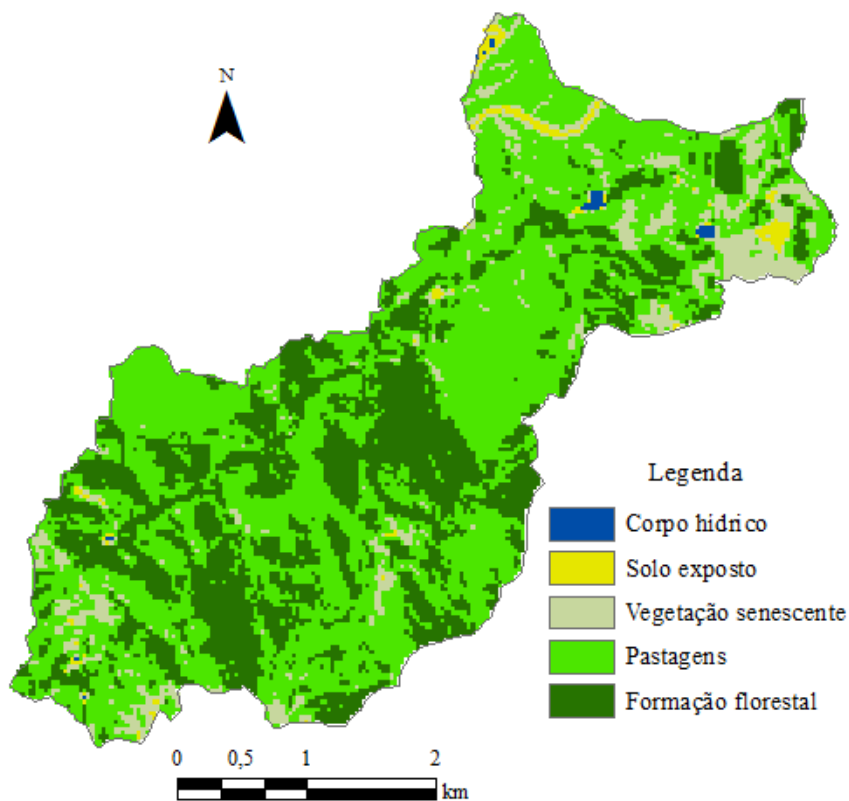 N
Legenda
Corpo hídrico
Solo exposto
Vegetação senescente
Pastagens
Formação florestal
0 0,5 1 2
km